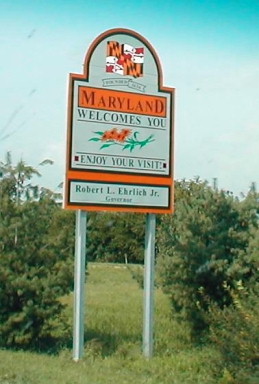 MARYLAND
WELCOMES YOU
ENJOY YOUR VISIT!
Robert L. Ehrlich Jr.
Governor